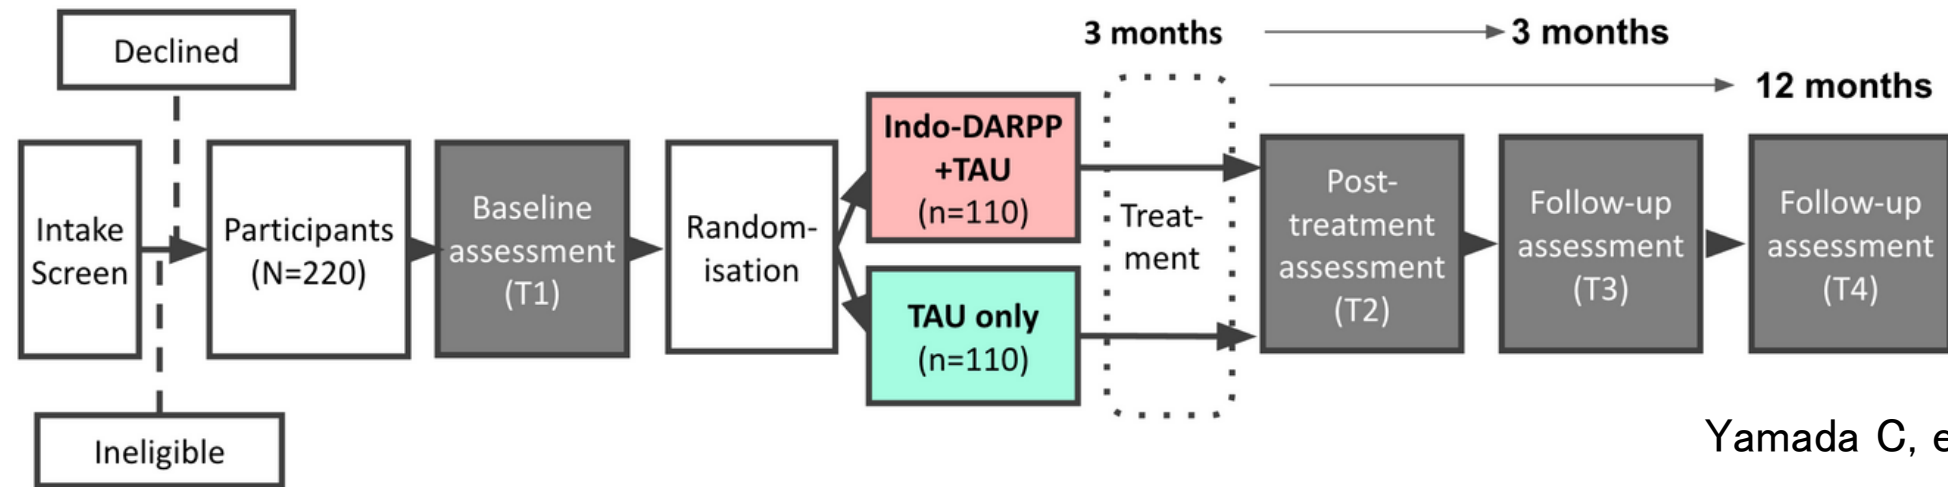 Declined
Intake
Screen
Ineligible
Participants
(N=220)
Baseline
assessment
(T1)
Random-
isation
Indo-DARPP
+TAU
(n=110)
TAU only
(n=110)
3 months
Treat-
ment
3 months
12 months
Post-
treatment
assessment
(T2)
Follow-up
assessment
(T3)
Follow-up
assessment
(T4)
Yamada C,